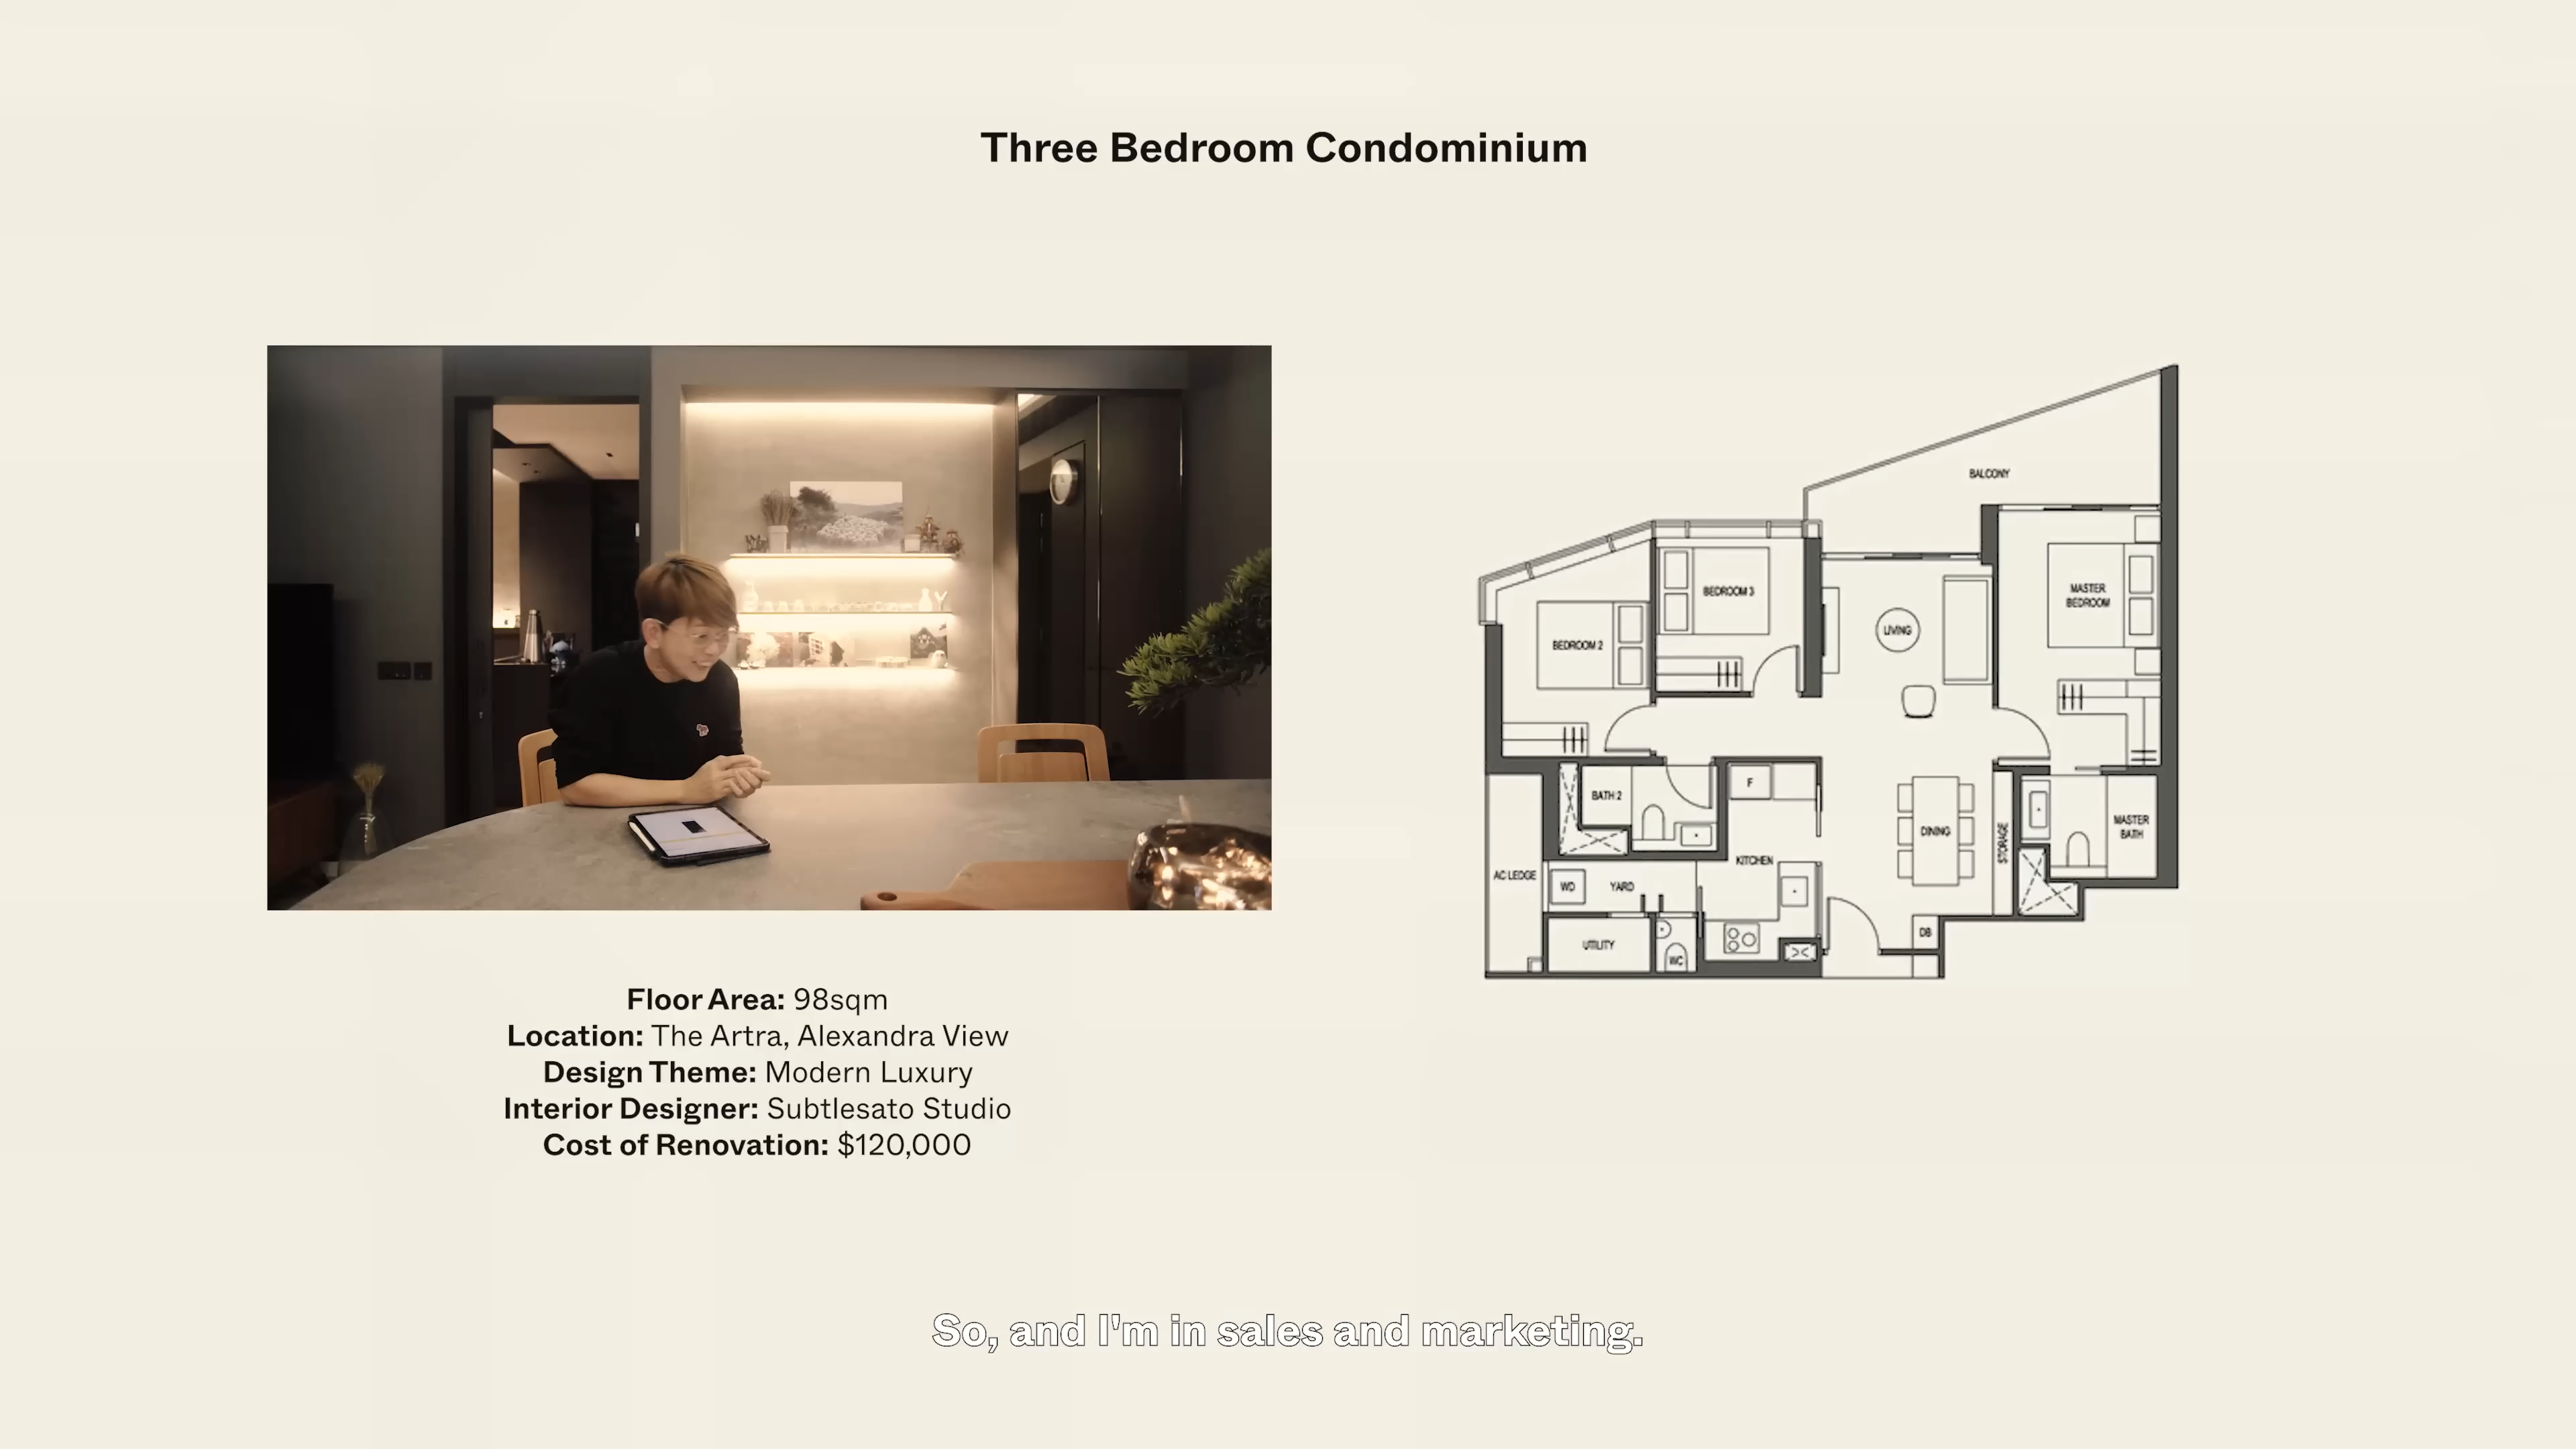 Three Bedroom Condominium
BALCONY
BEDROOM 3
MASTER
BEDROOM
LIVING
BEDROOM 2
BATH 2
F
DINING
STORAGE
MASTER
BATH
KITCHEN
AC LEDGE
WD
YARD
DB
UTILITY
WC
Floor Area: 98sqm
Location: The Artra, Alexandra View
Design Theme: Modern Luxury
Interior Designer: Subtlesato Studio
Cost of Renovation: $120,000
So, and I'm in sales and marketing.